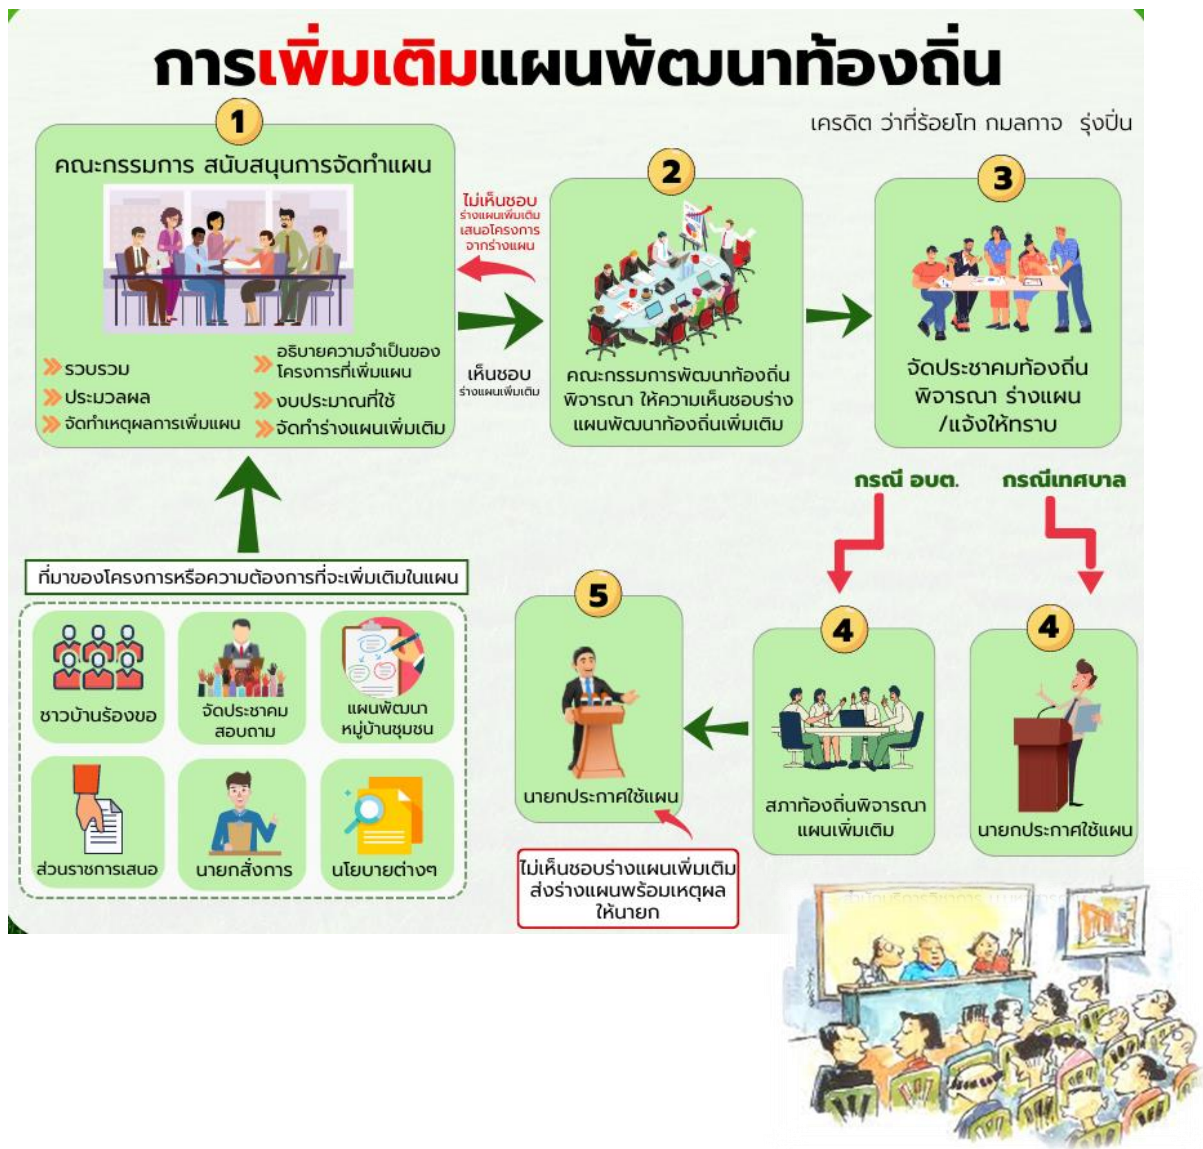 การเพิ่มเติมแผนพัฒนาท้องถิ่น
เครดิต ว่าที่ร้อยโท กมลกาจ รุ่งปิ่น
1
คณะกรรมการ สนับสนุนการจัดทำแผน
รวบรวม
ประมวลผล
จัดทำเหตุผลการเพิ่มแผน
อธิบายความจำเป็นของ
โครงการที่เพิ่มแผน
งบประมาณที่ใช้
จัดทำร่างแผนเพิ่มเติม
ไม่เห็นชอบ
ร่างแผนเพิ่มเติม
เสนอโครงการ
จากร่างแผน
เห็นชอบ
ร่างแผนเพิ่มเติม
2
คณะกรรมการพัฒนาท้องถิ่น
พิจารณา ให้ความเห็นชอบร่าง
แผนพัฒนาท้องถิ่นเพิ่มเติม
3
จัดประชาคมท้องถิ่น
พิจารณา ร่างแผน
/แจ้งให้ทราบ
กรณี อบต.
กรณีเทศบาล
ที่มาของโครงการหรือความต้องการที่จะเพิ่มเติมในแผน
ชาวบ้านร้องขอ
จัดประชาคม
สอบถาม
แผนพัฒนา
หมู่บ้านชุมชน
ส่วนราชการเสนอ
นายกสั่งการ
นโยบายต่างๆ
5
นายกประกาศใช้แผน
4
สภาท้องถิ่นพิจารณา
แผนเพิ่มเติม
4
นายกประกาศใช้แผน
ไม่เห็นชอบร่างแผนเพิ่มเติม
ส่งร่างแผนพร้อมเหตุผล
ให้นายก